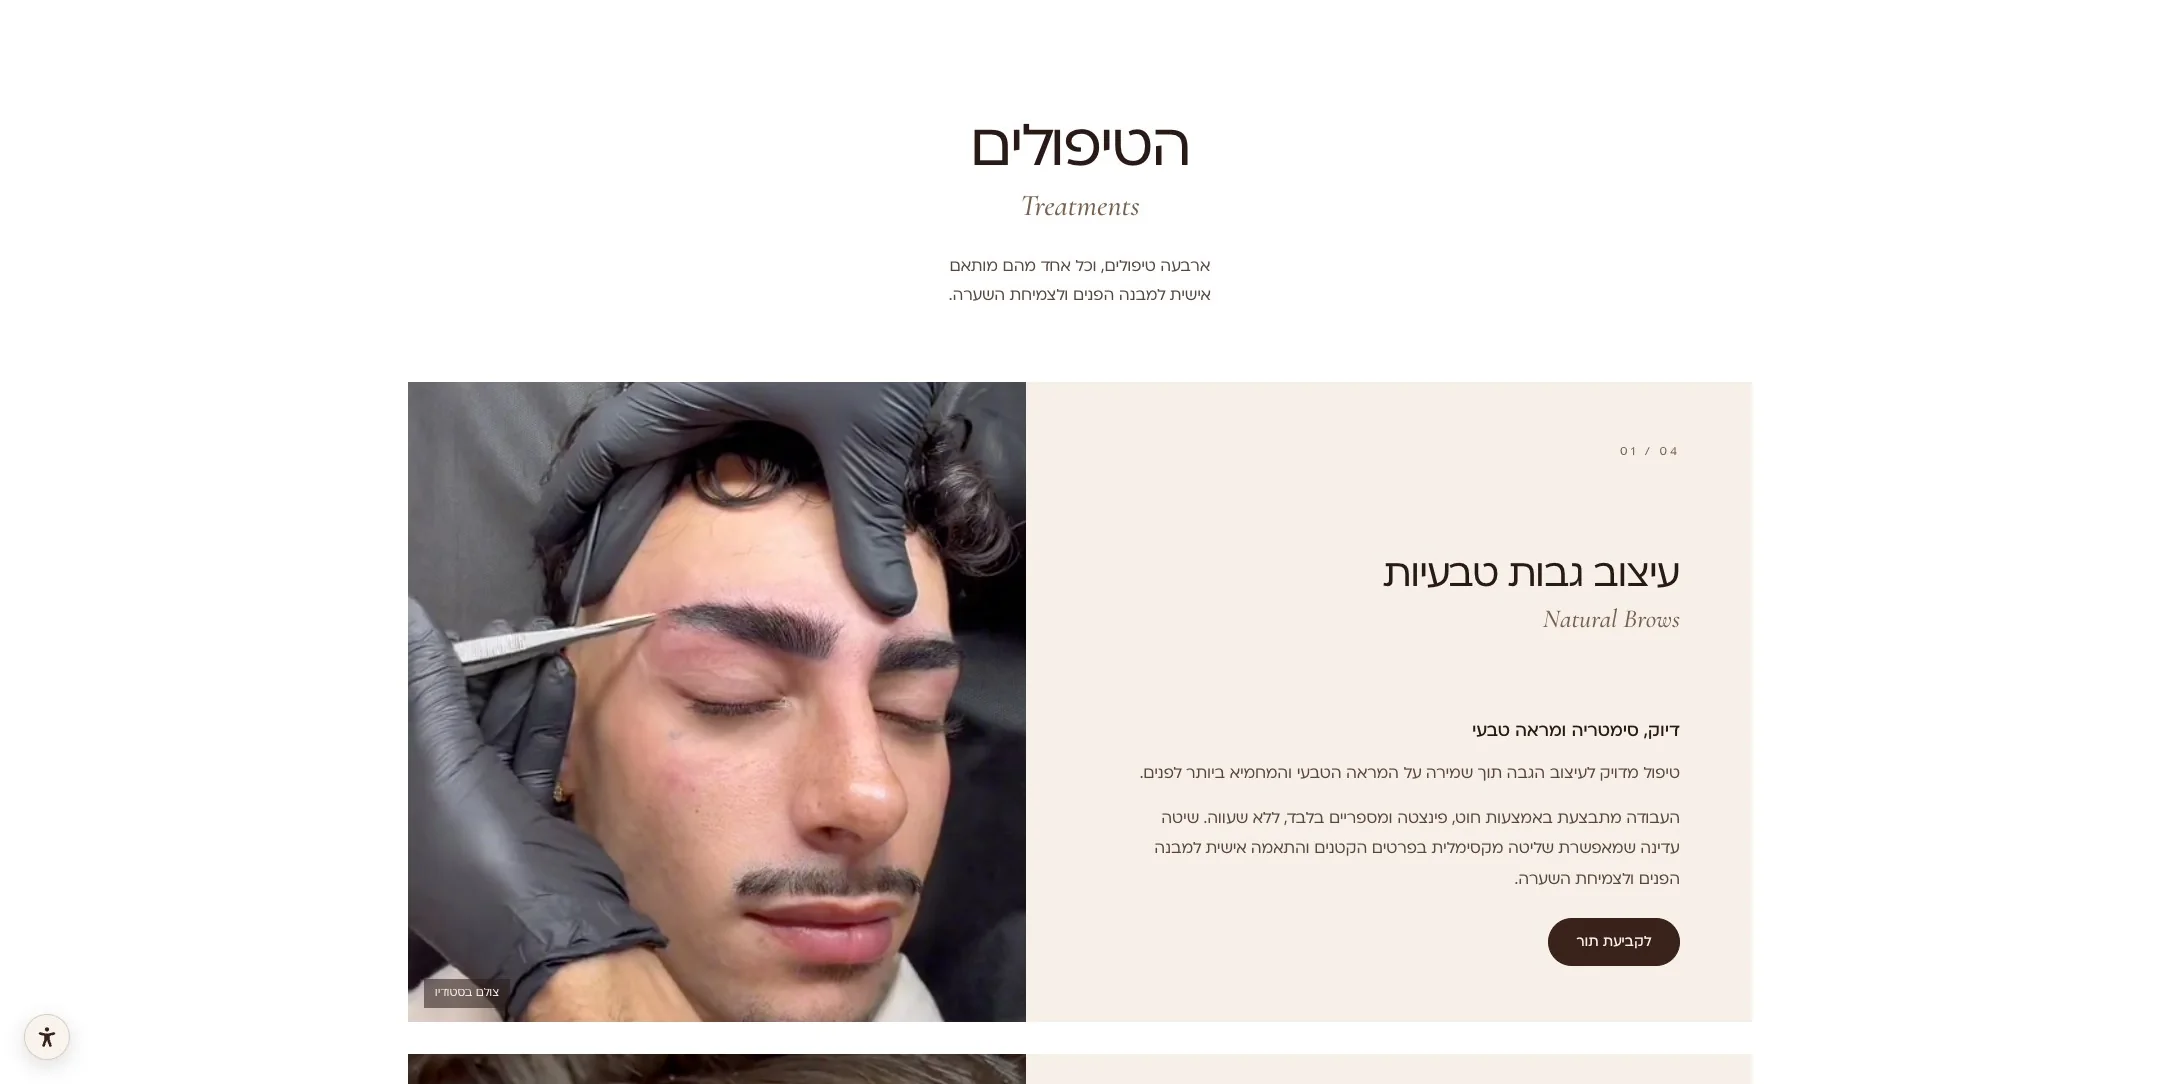 הטיפולים
Treatments
ארבעה טיפולים, וכל אחד מהם מותאם
אישית למבנה הפנים ולצמיחת השערה.
01 / 04
עיצוב גבות טבעיות
Natural Brows
דיוק, סימטריה ומראה טבעי
טיפול מדויק לעיצוב הגבה תוך שמירה על המראה הטבעי והמחמיא ביותר לפנים.
העבודה מתבצעת באמצעות חוט, פינצטה ומספריים בלבד, ללא שעווה. שיטה
עדינה שמאפשרת שליטה מקסימלית בפרטים הקטנים והתאמה אישית למבנה
הפנים ולצמיחת השערה.
לקביעת תור
צולם בסטודיו